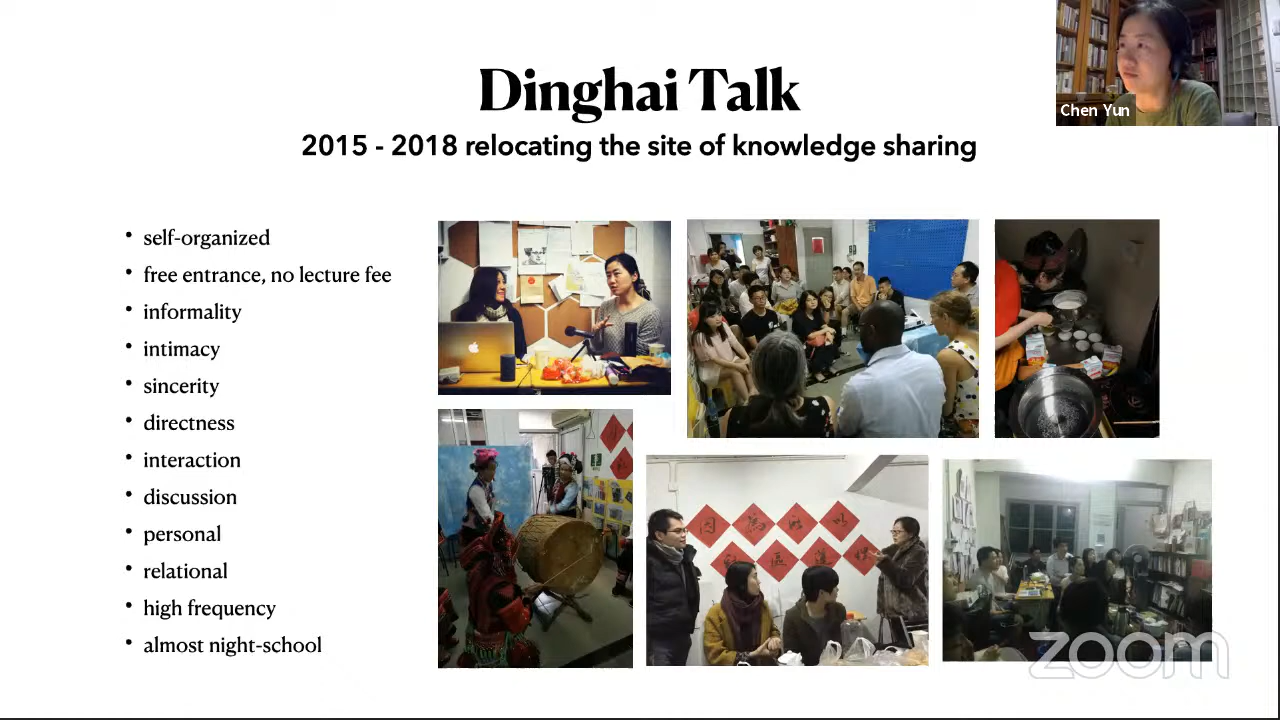 Dinghai Talk
2015 - 2018 relocating the site of knowledge sharing
Chen Yun
• self-organized
• free entrance, no lecture fee
• informality
• intimacy
• sincerity
• directness
• interaction
• discussion
• personal
• relational
• high frequency
• almost night-school
zoom